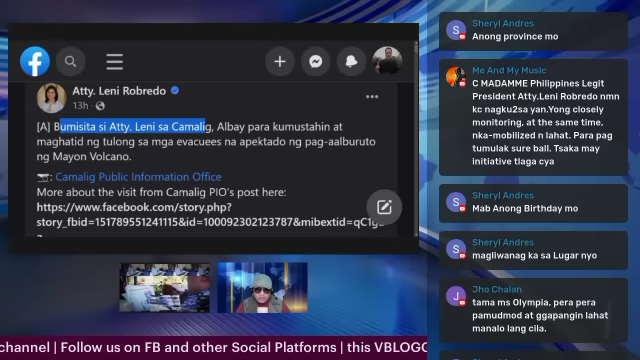 Atty. Leni Robredo
13h
[A] Bumisita si Atty. Leni sa Camalig, Albay para kumustahin at
maghatid ng tulong sa mga evacuees na apektado ng pag-aalburuto
ng Mayon Volcano.
: Camalig Public Information Office
More about the visit from Camalig PIO's post here:
https://www.facebook.com/story.php?
story_fbid=151789551241115&id=100092302123787&mibextid=qC1gE
Sheryl Andres
Anong province mo
Me And My Music
C MADAMME Philippines Legit
President Atty.Leni Robredo nmn
kc nagku2sa yan.Yong closely
monitoring, at the same time,
nka-mobilized n lahat. Para pag
tumulak sure ball, Tsaka may
initiative tlaga cya
Sheryl Andres
Mab Anong Birthday mo
Sheryl Andres
magliwanag ka sa Lugar nyo
Jho Chalan
tama ms Olympia, pera pera
pamudmod at ggapangin lahat
manalo lang cila.
channel | Follow us on FB and other Social Platforms | this VBLOGG